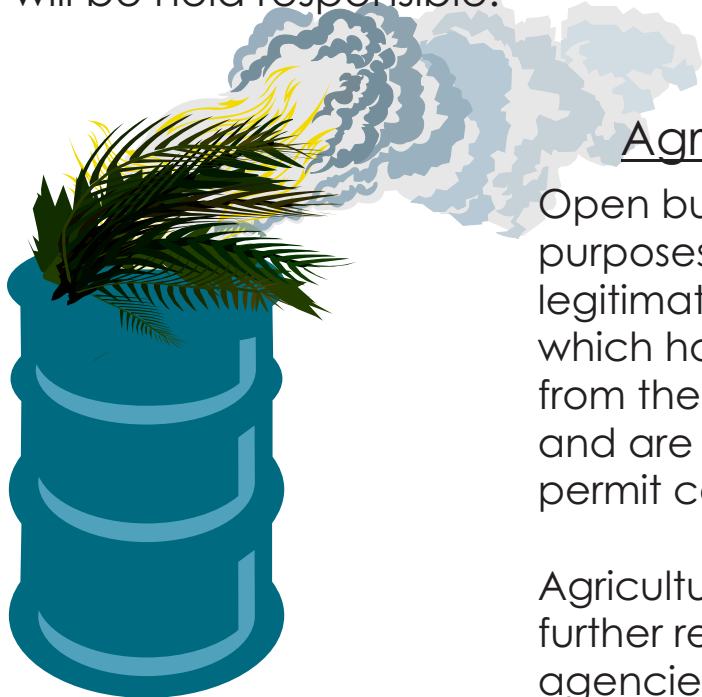 will be held responsible.
Agr
Open bu
purposes
legitimat
which ha
from the
and are
permit c
Agricultu
further re
agencie